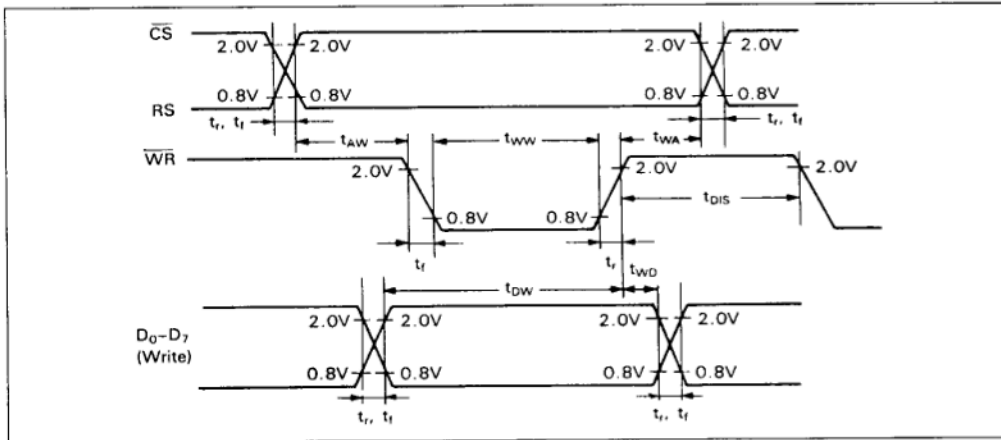 C̅S̅
2.0V 2.0V 2.0V 2.0V
0.8V 0.8V 0.8V 0.8V
RS
tr, tf tr, tf
tAW tWW tWA
W̅R̅
2.0V 2.0V 2.0V
tDIS
0.8V 0.8V
tf tr tWD
tDW
2.0V 2.0V 2.0V 2.0V
D0–D7
(Write)
0.8V 0.8V 0.8V 0.8V
tr, tf tr, tf